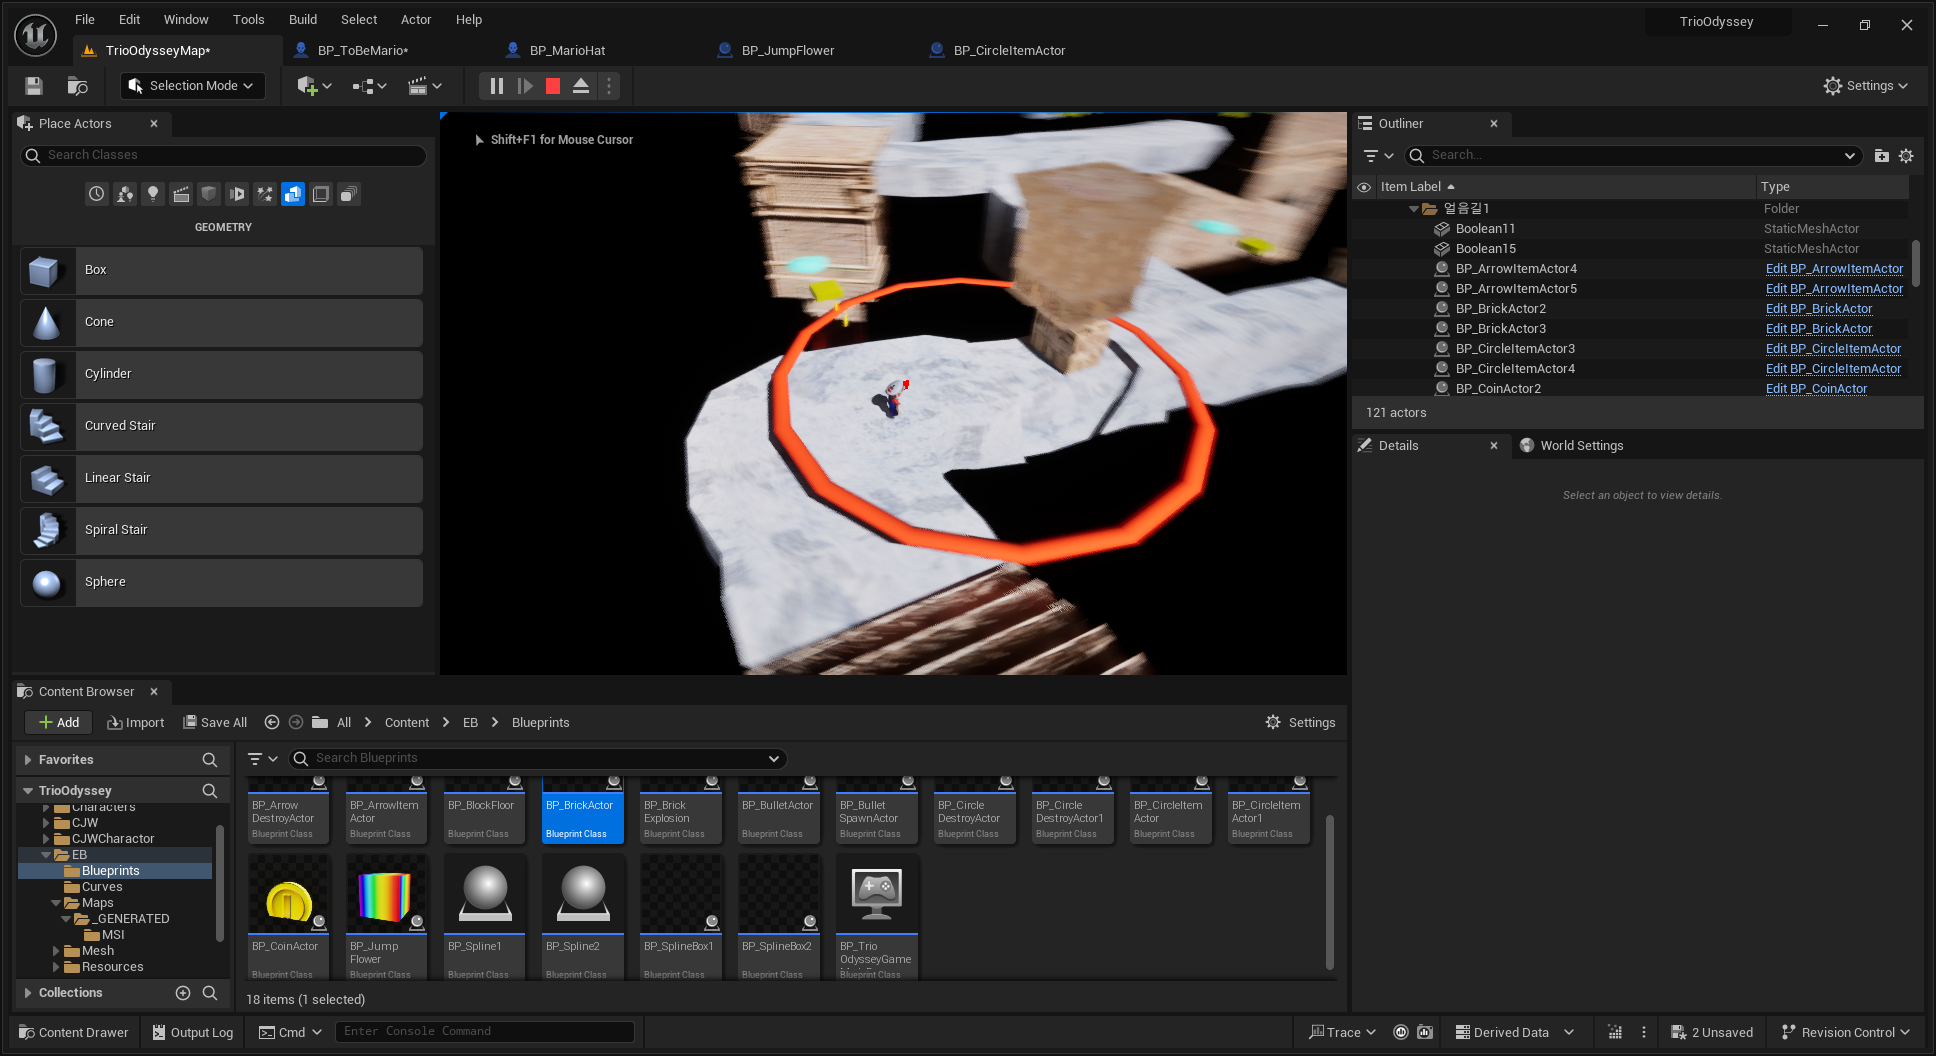 File Edit Window Tools Build Select Actor Help
TrioOdyssey
TrioOdysseyMap*
BP_ToBeMario*
BP_MarioHat
BP_JumpFlower
BP_CircleItemActor
Selection Mode
Settings
Place Actors
Search Classes
GEOMETRY
Box
Cone
Cylinder
Curved Stair
Linear Stair
Spiral Stair
Sphere
Shift+F1 for Mouse Cursor
Outliner
Search...
Item Label Type
얼음길1 Folder
Boolean11 StaticMeshActor
Boolean15 StaticMeshActor
BP_ArrowItemActor4 Edit BP_ArrowItemActor
BP_ArrowItemActor5 Edit BP_ArrowItemActor
BP_BrickActor2 Edit BP_BrickActor
BP_BrickActor3 Edit BP_BrickActor
BP_CircleItemActor3 Edit BP_CircleItemActor
BP_CircleItemActor4 Edit BP_CircleItemActor
BP_CoinActor2 Edit BP_CoinActor
121 actors
Details
World Settings
Select an object to view details.
Content Browser
Add Import Save All All Content EB Blueprints Settings
Favorites
TrioOdyssey
Characters
CJW
CJWCharactor
EB
Blueprints
Curves
Maps
_GENERATED
MSI
Mesh
Resources
Collections
Search Blueprints
BP_Arrow
DestroyActor
Blueprint Class
BP_ArrowItem
Actor
Blueprint Class
BP_BlockFloor
Blueprint Class
BP_BrickActor
Blueprint Class
BP_Brick
Explosion
Blueprint Class
BP_BulletActor
Blueprint Class
BP_Bullet
SpawnActor
Blueprint Class
BP_Circle
DestroyActor
Blueprint Class
BP_Circle
DestroyActor1
Blueprint Class
BP_CircleItem
Actor
Blueprint Class
BP_CircleItem
Actor1
Blueprint Class
BP_CoinActor
Blueprint Class
BP_Jump
Flower
Blueprint Class
BP_Spline1
Blueprint Class
BP_Spline2
Blueprint Class
BP_SplineBox1
Blueprint Class
BP_SplineBox2
Blueprint Class
BP_Trio
OdysseyGame
Blueprint Class
18 items (1 selected)
Content Drawer Output Log Cmd Enter Console Command Trace Derived Data 2 Unsaved Revision Control